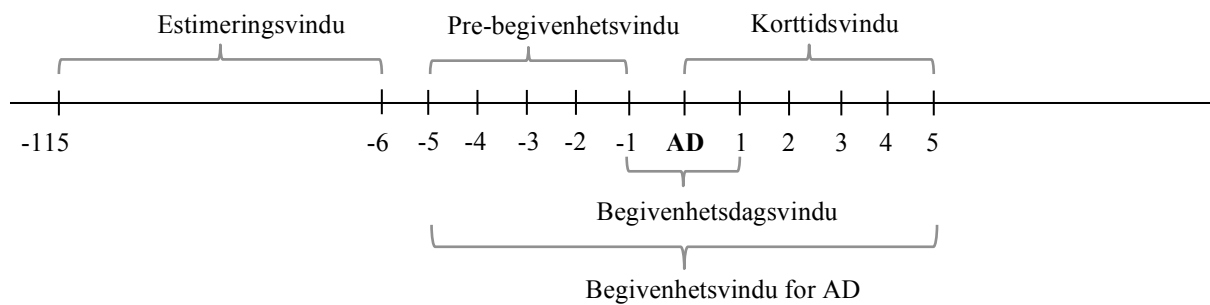 Estimeringsvindu Pre-begivenhetsvindu Korttidsvindu
-115 -6 -5 -4 -3 -2 -1 AD 1 2 3 4 5
Begivenhetsdagsvindu
Begivenhetsvindu for AD